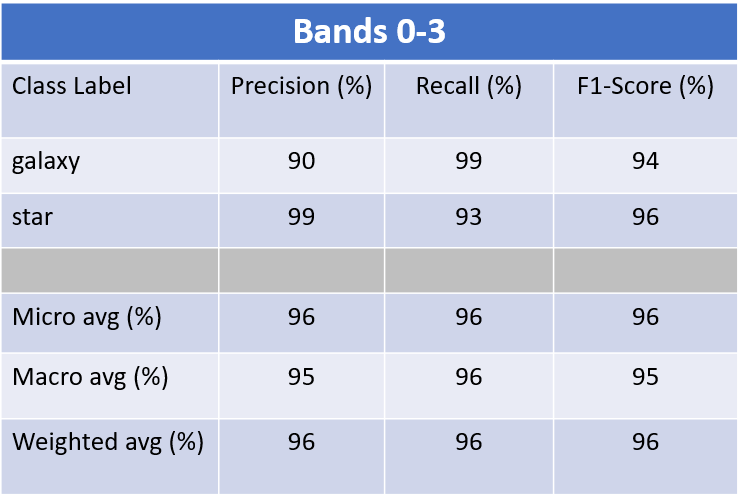 Bands 0-3
Class Label Precision (%) Recall (%) F1-Score (%)
galaxy 90 99 94
star 99 93 96
Micro avg (%) 96 96 96
Macro avg (%) 95 96 95
Weighted avg (%) 96 96 96